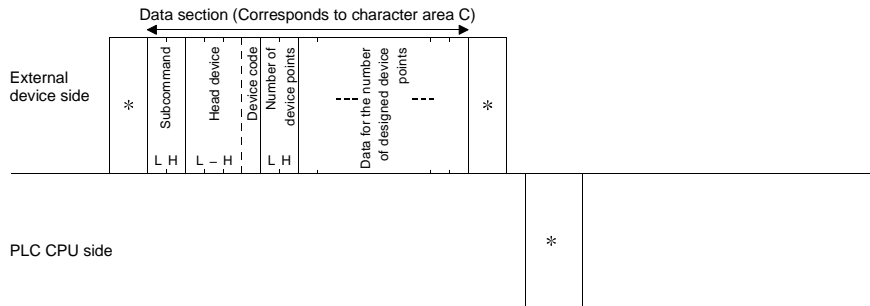 Data section (Corresponds to character area C)
External
device side
*
Subcommand
L H
Head device
L – H
Device code
Number of
device points
L H
Data for the number
of designed device
points
*
PLC CPU side
*